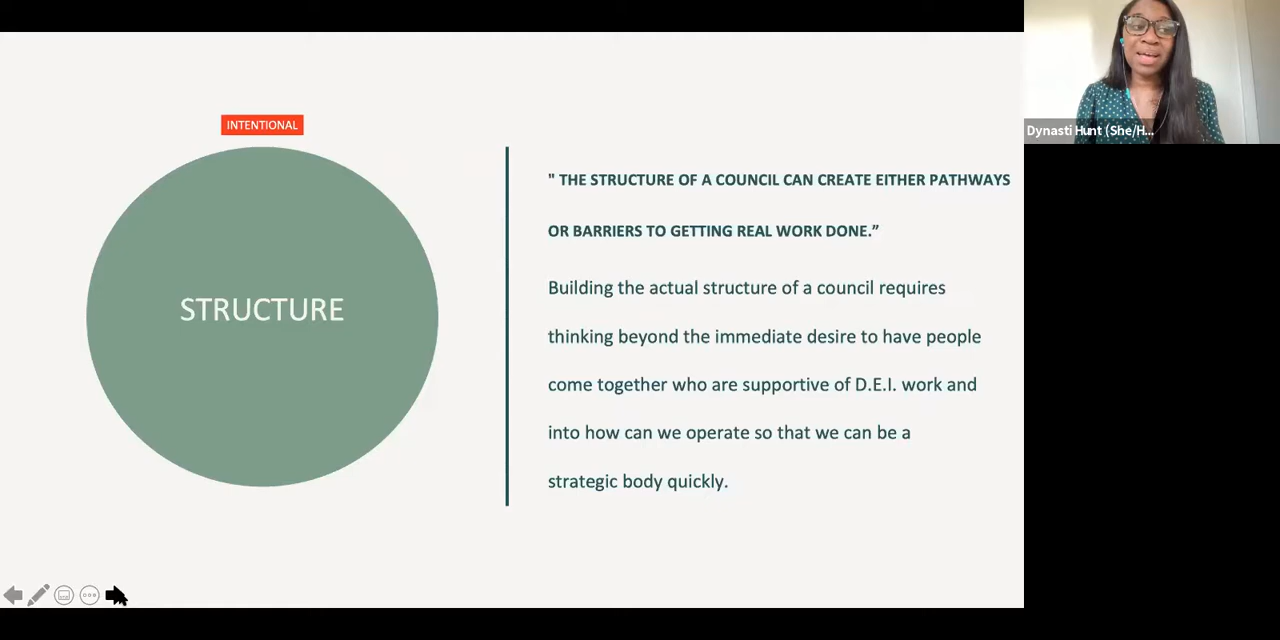 INTENTIONAL
STRUCTURE
" THE STRUCTURE OF A COUNCIL CAN CREATE EITHER PATHWAYS
OR BARRIERS TO GETTING REAL WORK DONE.”
Building the actual structure of a council requires
thinking beyond the immediate desire to have people
come together who are supportive of D.E.I. work and
into how can we operate so that we can be a
strategic body quickly.
Dynasti Hunt (She/H...